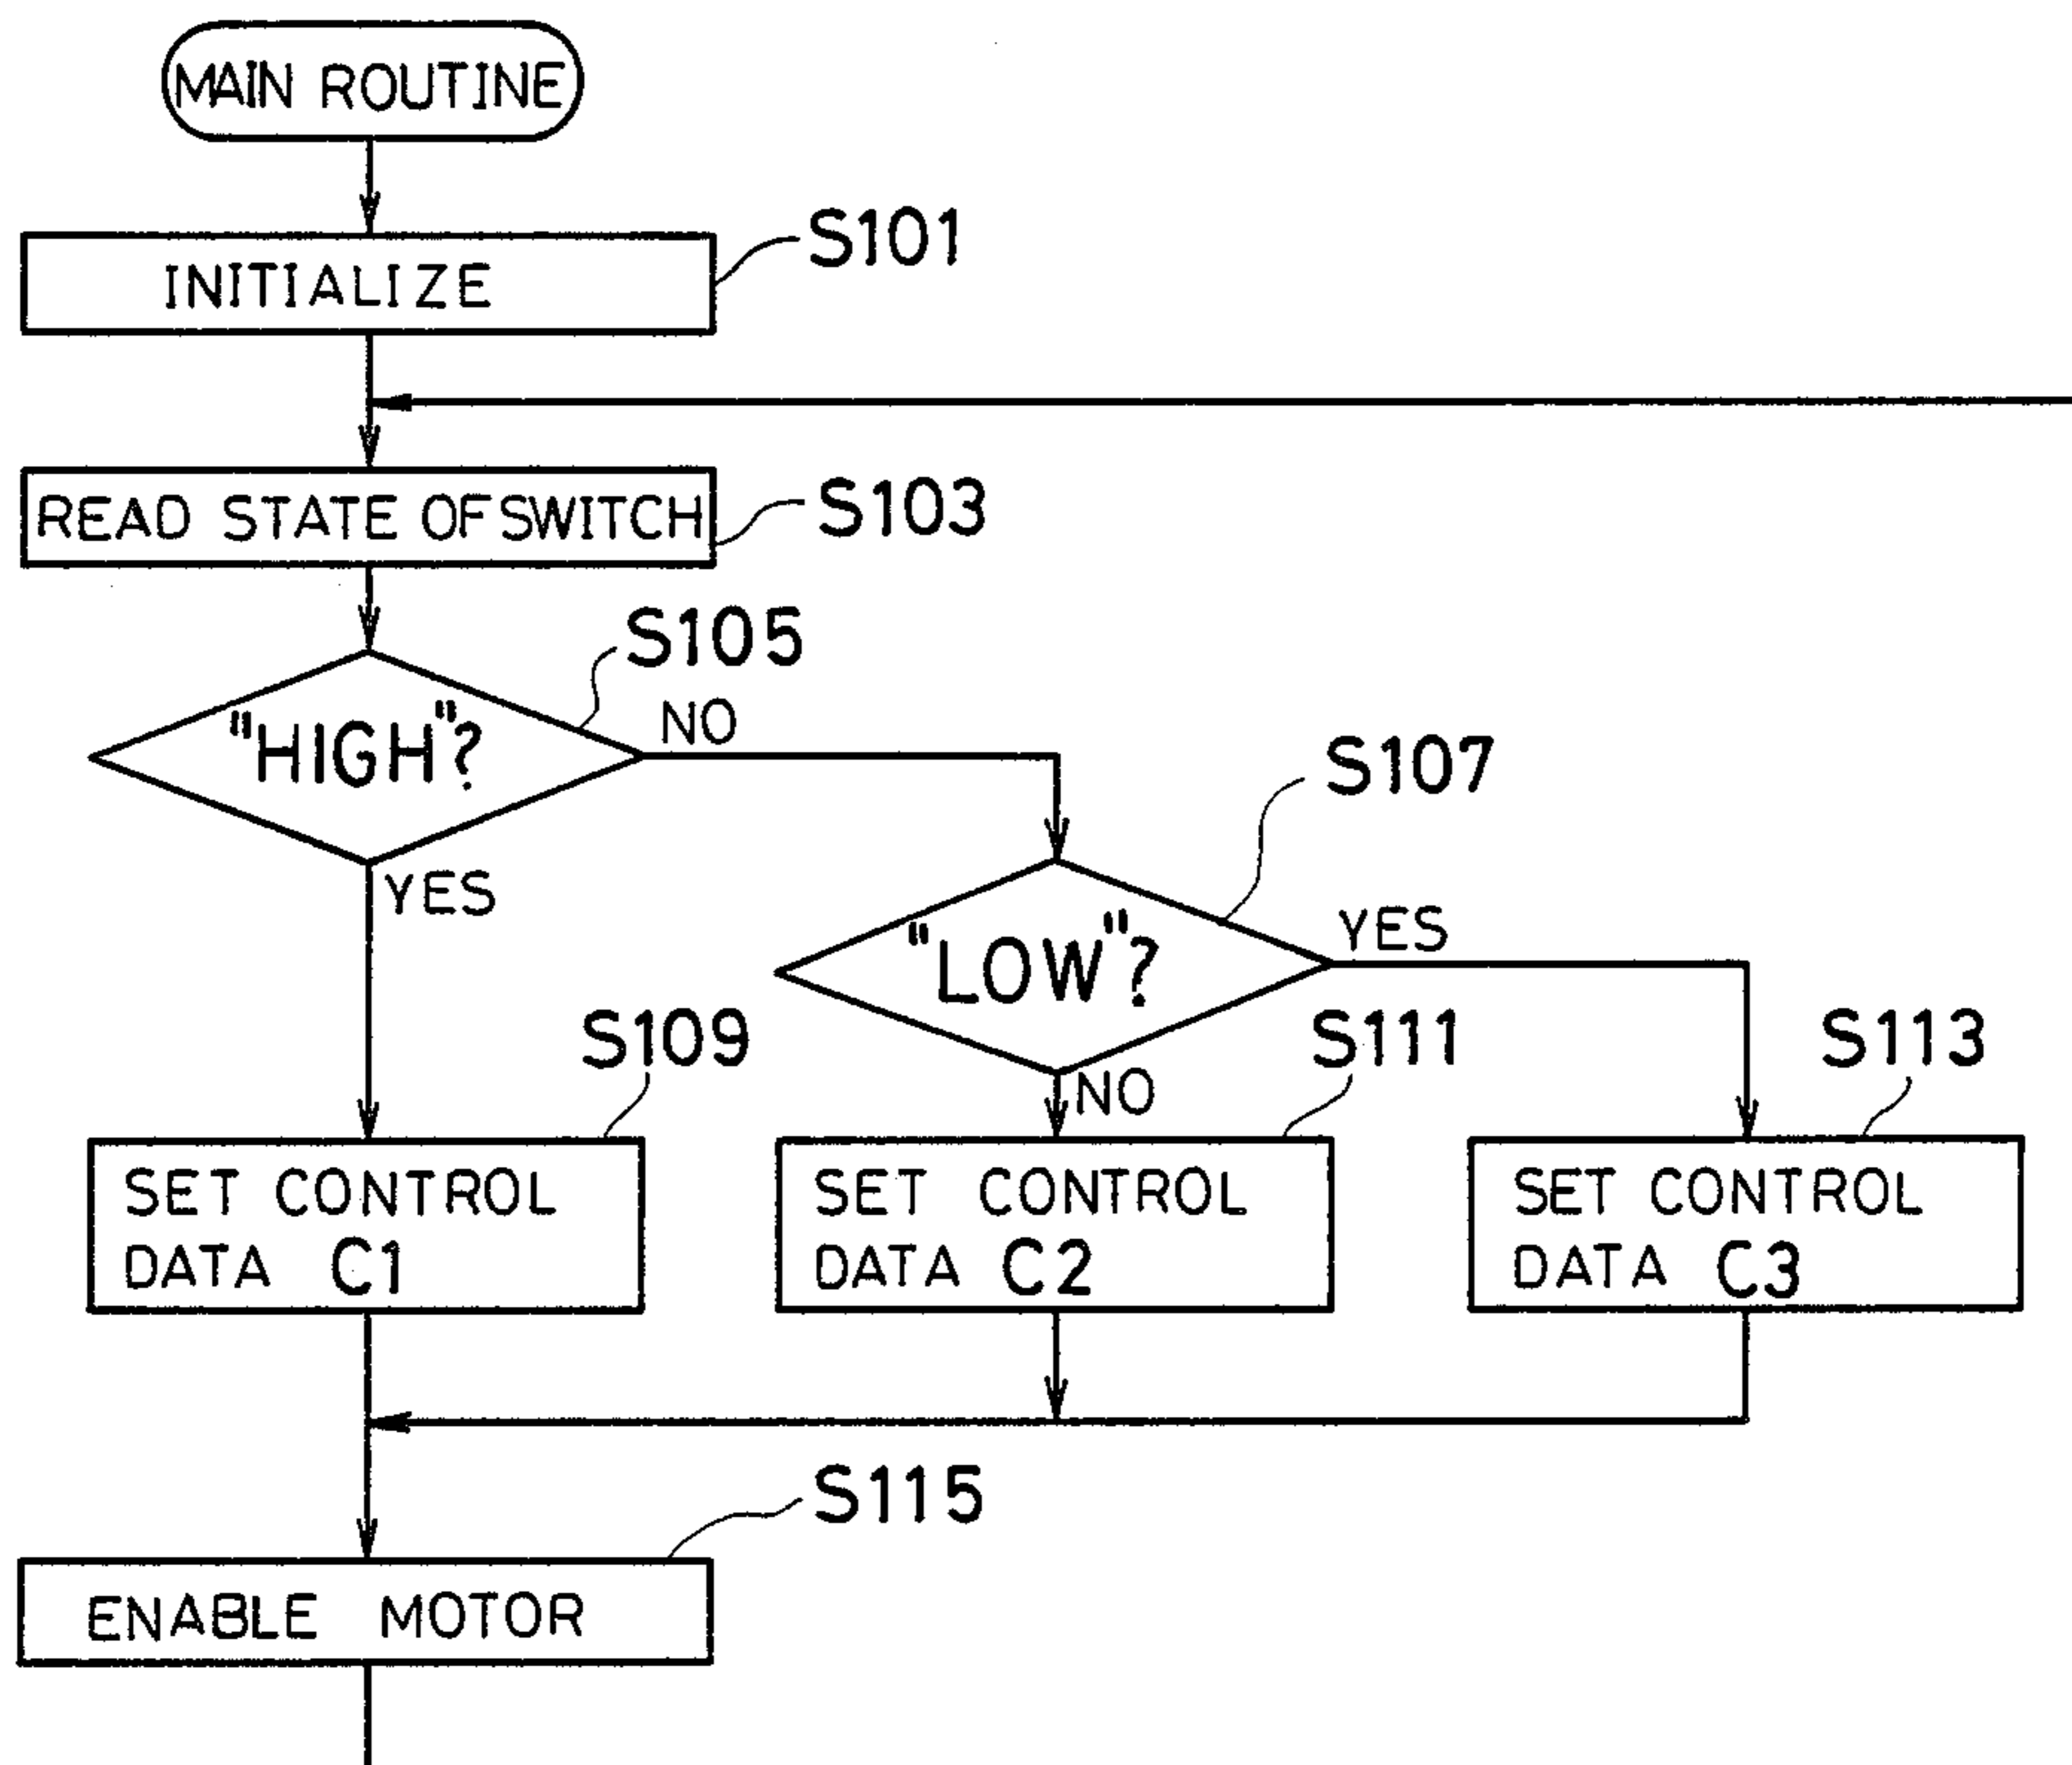 MAIN ROUTINE
INITIALIZE
S101
READ STATE OF SWITCH
S103
S105
"HIGH"?
NO
YES
S107
"LOW"?
YES
NO
S109
SET CONTROL
DATA C1
S111
SET CONTROL
DATA C2
S113
SET CONTROL
DATA C3
S115
ENABLE MOTOR